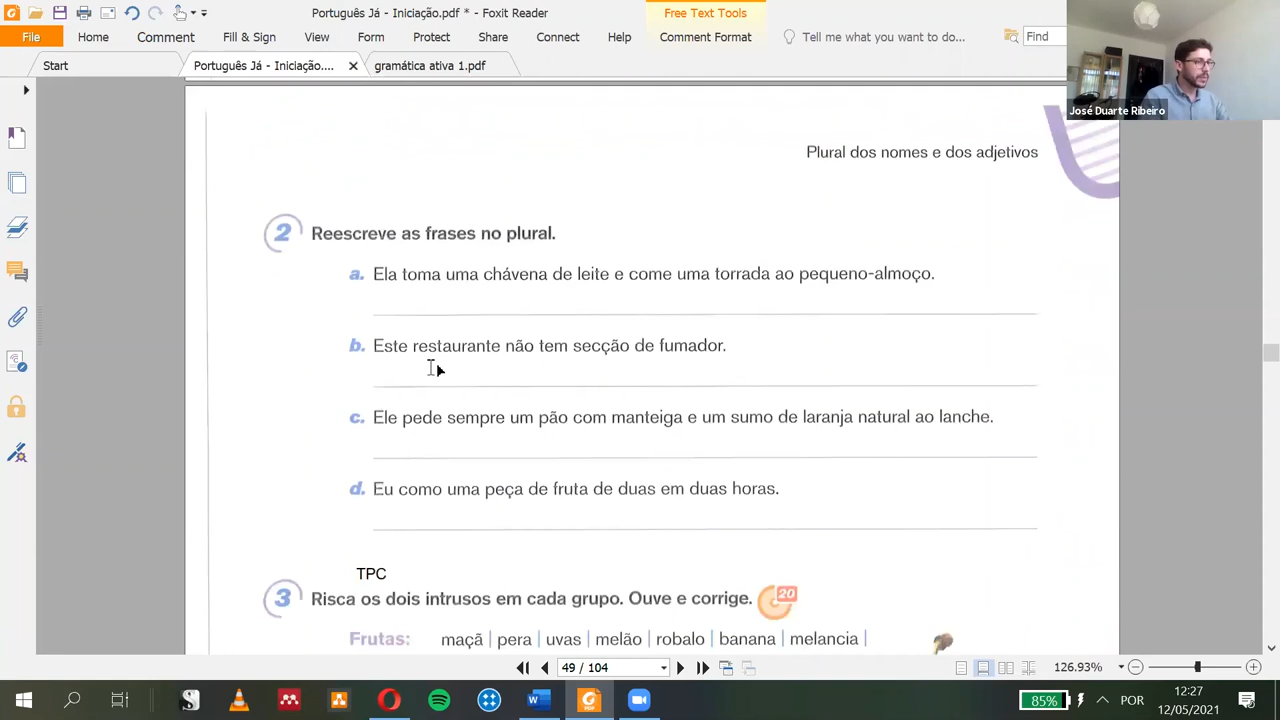 Português Já - Iniciação.pdf * - Foxit Reader
Free Text Tools
File
Home
Comment
Fill & Sign
View
Form
Protect
Share
Connect
Help
Comment Format
Tell me what you want to do...
Find
José Duarte Ribeiro
Start
Português Já - Iniciação....
gramática ativa 1.pdf
Plural dos nomes e dos adjetivos
2 Reescreve as frases no plural.
a. Ela toma uma chávena de leite e come uma torrada ao pequeno-almoço.
b. Este restaurante não tem secção de fumador.
c. Ele pede sempre um pão com manteiga e um sumo de laranja natural ao lanche.
d. Eu como uma peça de fruta de duas em duas horas.
TPC
3 Risca os dois intrusos em cada grupo. Ouve e corrige. 20
Frutas: maçã | pera | uvas | melão | robalo | banana | melancia |
49 / 104
126.93%
85%
POR
12:27
12/05/2021